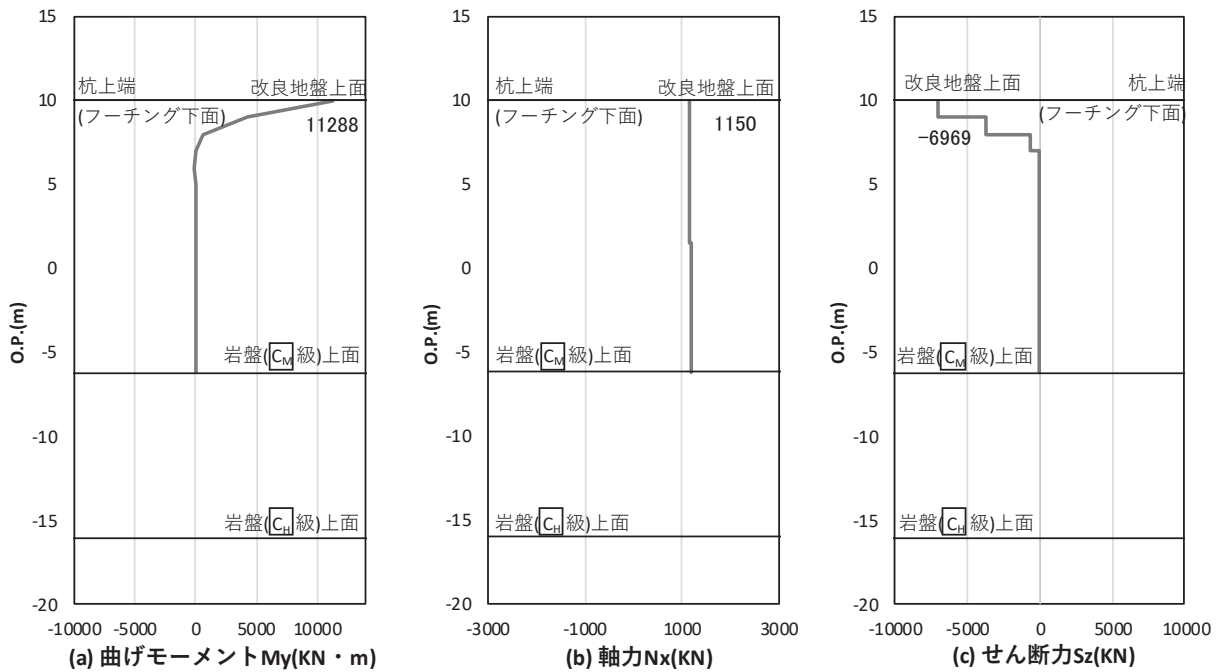 15
10
5
0
-5
-10
-15
-20
O.P.(m)
杭上端
改良地盤上面
(フーチング下面)
11288
岩盤(CM級)上面
岩盤(CH級)上面
-10000 -5000 0 5000 10000
(a) 曲げモーメントMy(KN・m)
15
10
5
0
-5
-10
-15
-20
O.P.(m)
杭上端
改良地盤上面
(フーチング下面)
1150
岩盤(CM級)上面
岩盤(CH級)上面
-3000 -1000 1000 3000
(b) 軸力Nx(KN)
15
10
5
0
-5
-10
-15
-20
O.P.(m)
改良地盤上面
杭上端
(フーチング下面)
-6969
岩盤(CM級)上面
岩盤(CH級)上面
-10000 -5000 0 5000 10000
(c) せん断力Sz(KN)